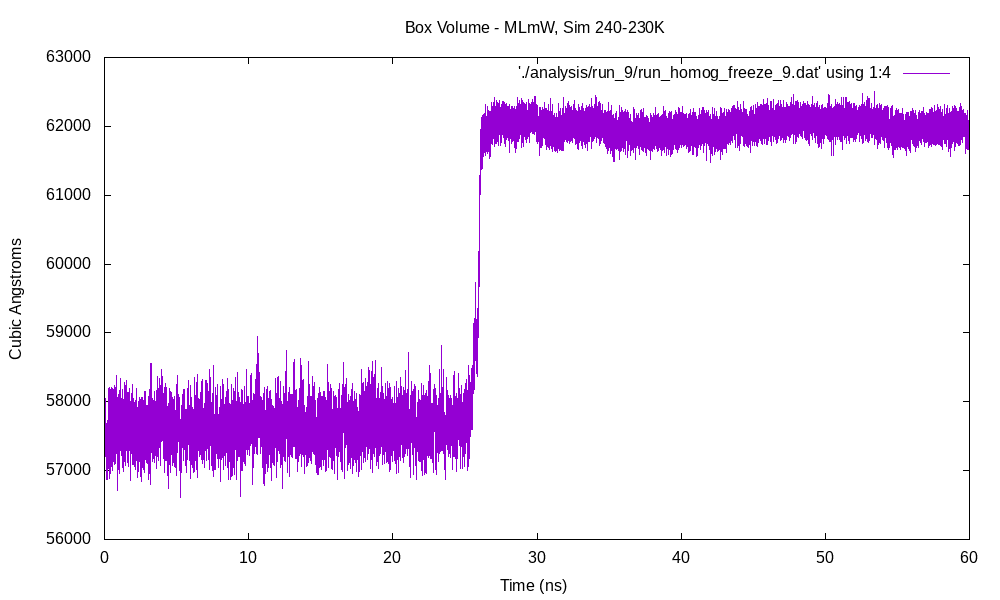 Box Volume - MLmW, Sim 240-230K
'./analysis/run_9/run_homog_freeze_9.dat' using 1:4
63000
62000
61000
60000
59000
58000
57000
56000
Cubic Angstroms
0 10 20 30 40 50 60
Time (ns)